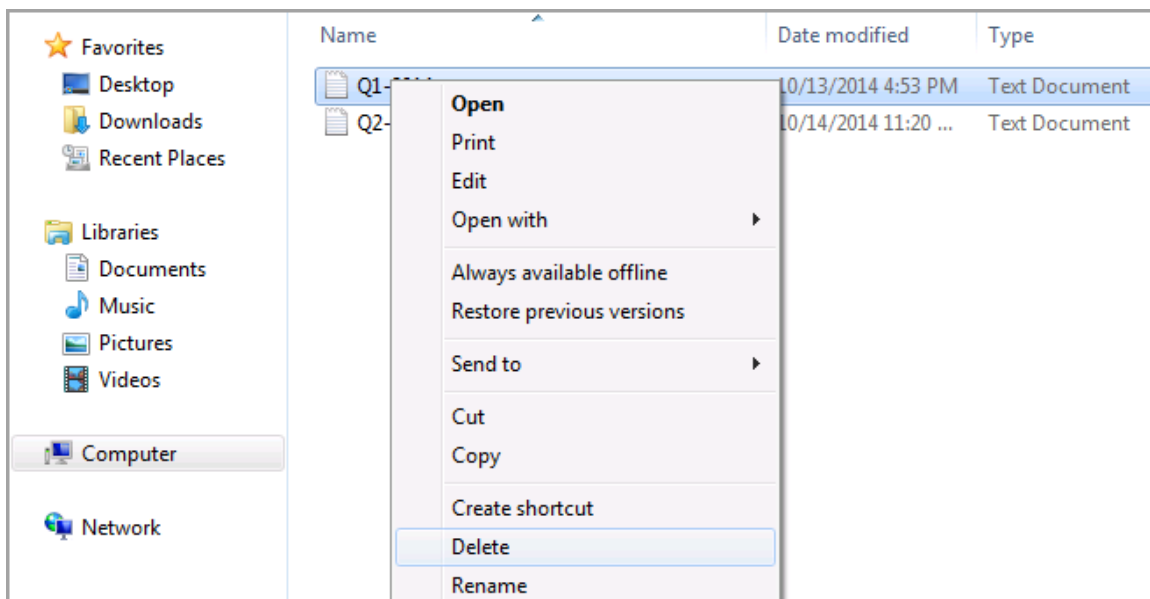 Favorites
Desktop
Downloads
Recent Places
Libraries
Documents
Music
Pictures
Videos
Computer
Network
Name Date modified Type
Q1- 10/13/2014 4:53 PM Text Document
Q2- 10/14/2014 11:20 ... Text Document
Open
Print
Edit
Open with
Always available offline
Restore previous versions
Send to
Cut
Copy
Create shortcut
Delete
Rename